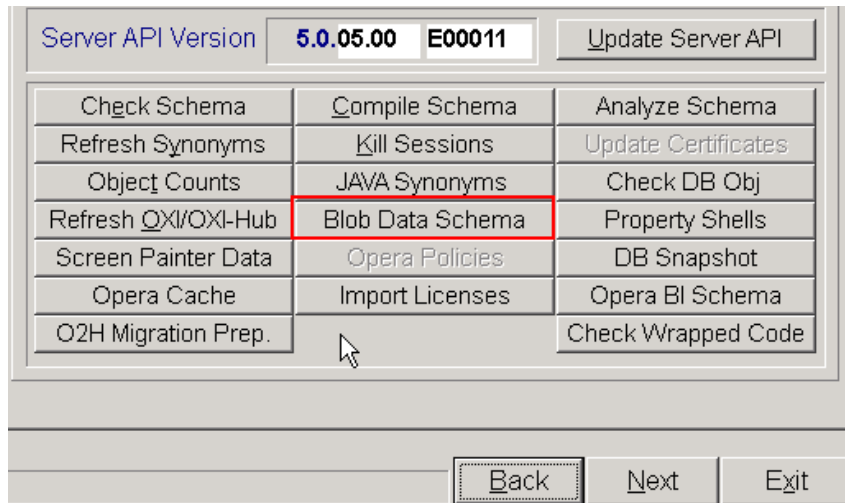 Server API Version 5.0.05.00 E00011 Update Server API
Check Schema Compile Schema Analyze Schema
Refresh Synonyms Kill Sessions Update Certificates
Object Counts JAVA Synonyms Check DB Obj
Refresh OXI/OXI-Hub Blob Data Schema Property Shells
Screen Painter Data Opera Policies DB Snapshot
Opera Cache Import Licenses Opera BI Schema
O2H Migration Prep. Check Wrapped Code
Back Next Exit